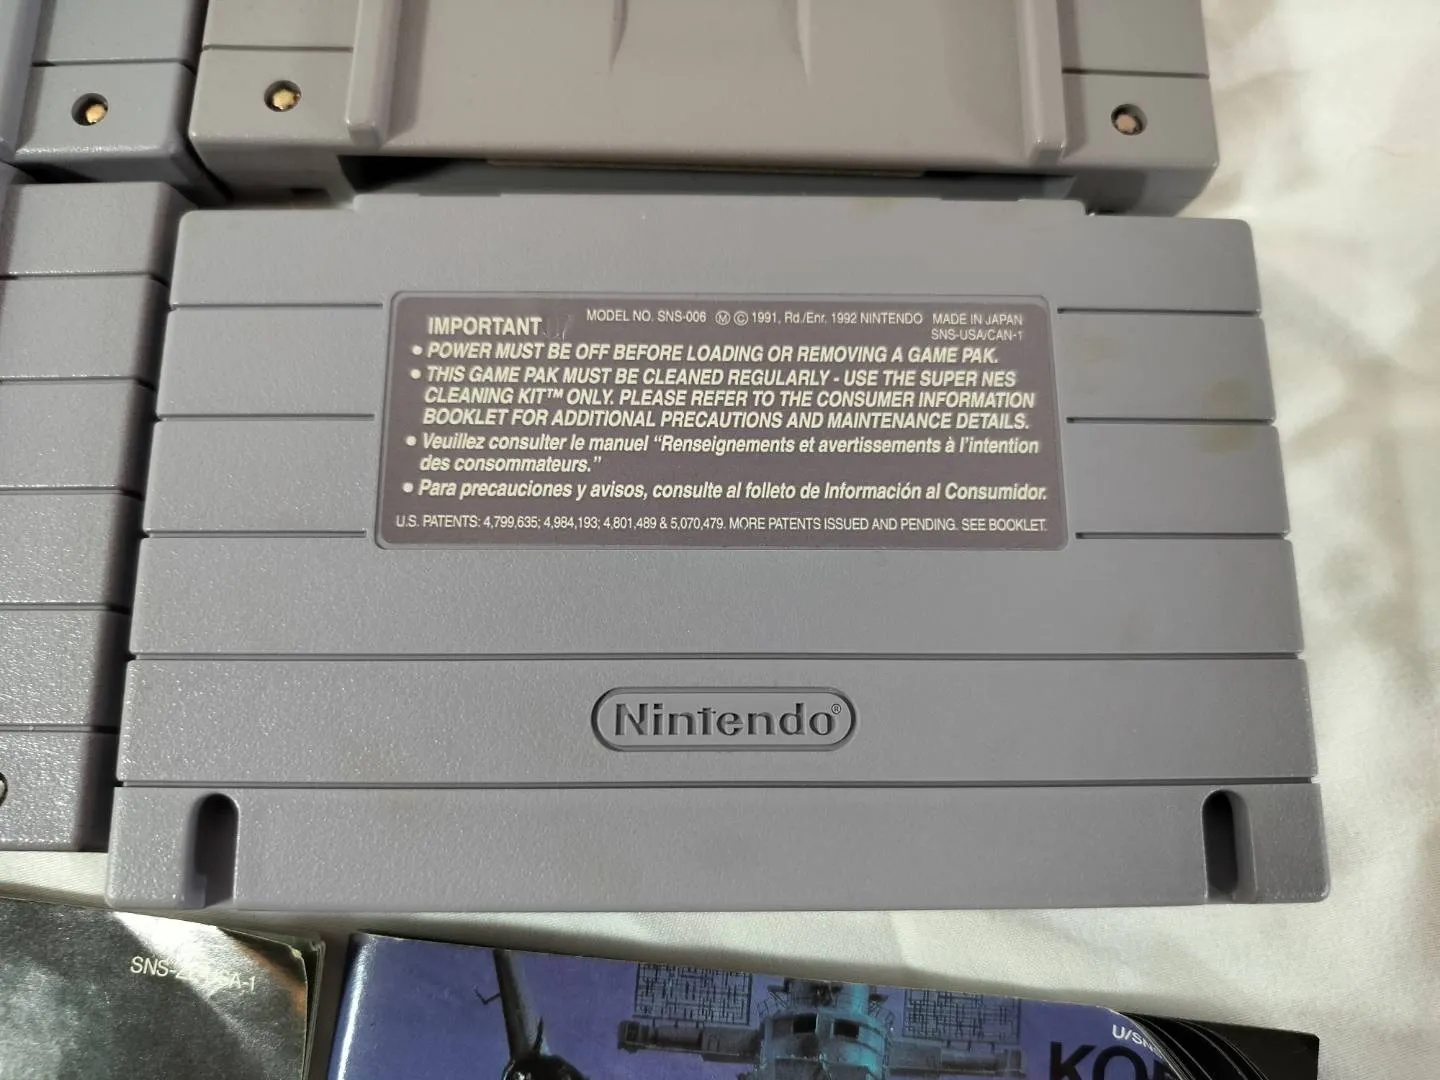 IMPORTANT
MODEL NO. SNS-006 Ⓜ © 1991, Rd./Enr. 1992 NINTENDO MADE IN JAPAN
SNS-USA/CAN-1
• POWER MUST BE OFF BEFORE LOADING OR REMOVING A GAME PAK.
• THIS GAME PAK MUST BE CLEANED REGULARLY - USE THE SUPER NES
CLEANING KIT™ ONLY. PLEASE REFER TO THE CONSUMER INFORMATION
BOOKLET FOR ADDITIONAL PRECAUTIONS AND MAINTENANCE DETAILS.
• Veuillez consulter le manuel “Renseignements et avertissements à l’intention
des consommateurs.”
• Para precauciones y avisos, consulte al folleto de Información al Consumidor.
U.S. PATENTS: 4,799,635; 4,984,193; 4,801,489 & 5,070,479. MORE PATENTS ISSUED AND PENDING. SEE BOOKLET.
Nintendo®